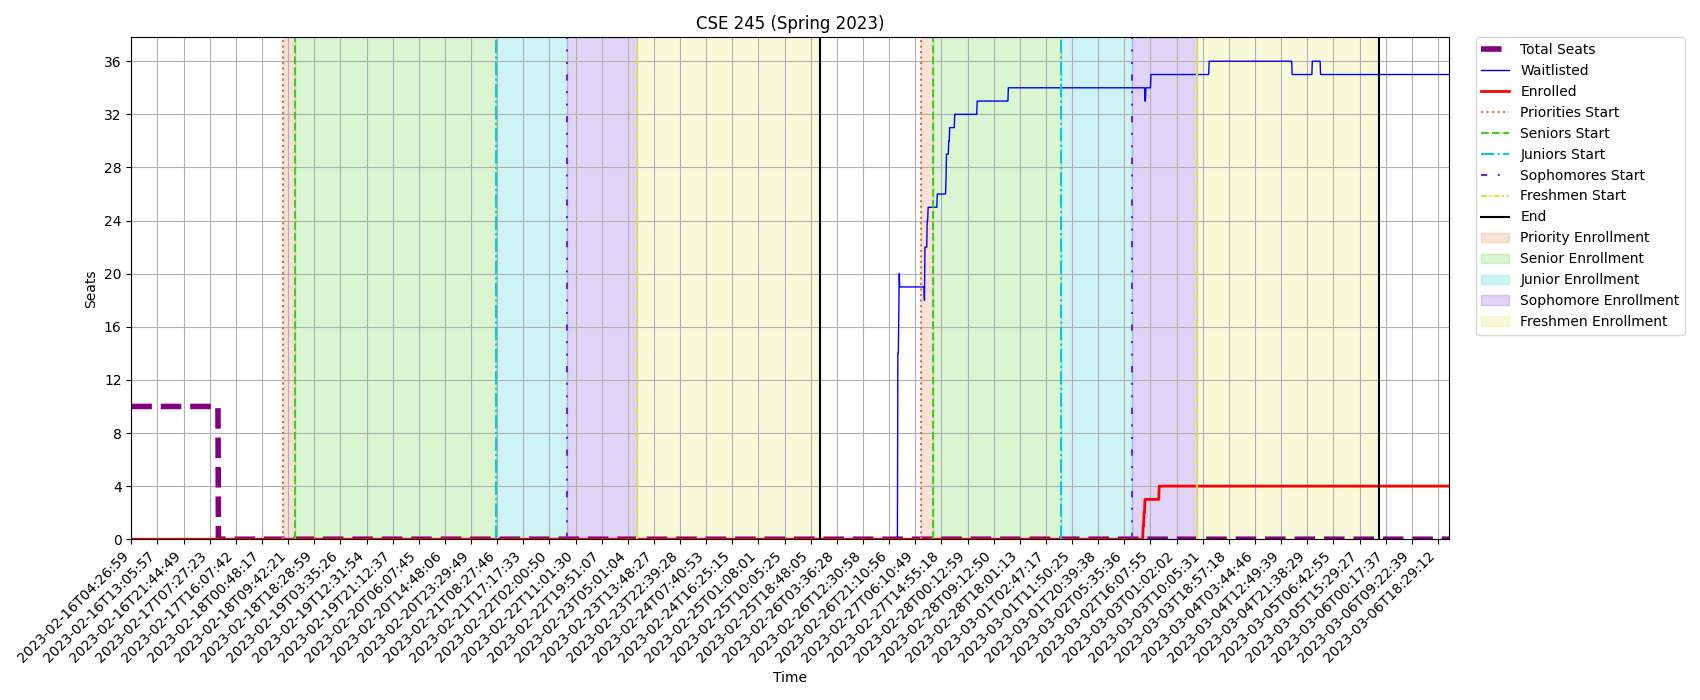 CSE 245 (Spring 2023)
Seats
36
32
28
24
20
16
12
8
4
0
2023-02-16T04:26:59
2023-02-16T13:05:57
2023-02-16T21:44:49
2023-02-17T07:27:23
2023-02-17T16:07:42
2023-02-18T00:48:17
2023-02-18T09:42:21
2023-02-18T18:28:59
2023-02-19T03:35:26
2023-02-19T12:31:54
2023-02-19T21:12:37
2023-02-20T06:07:45
2023-02-20T14:48:06
2023-02-20T23:29:49
2023-02-21T08:27:46
2023-02-21T17:17:33
2023-02-22T02:00:50
2023-02-22T11:01:30
2023-02-22T19:51:07
2023-02-23T05:01:04
2023-02-23T13:48:27
2023-02-23T22:39:28
2023-02-24T07:40:53
2023-02-24T16:25:15
2023-02-25T01:08:01
2023-02-25T10:05:25
2023-02-25T18:48:05
2023-02-26T03:36:28
2023-02-26T12:30:58
2023-02-26T21:10:56
2023-02-27T06:10:49
2023-02-27T14:55:18
2023-02-28T00:12:59
2023-02-28T09:12:50
2023-02-28T18:01:13
2023-03-01T02:47:17
2023-03-01T11:50:25
2023-03-01T20:39:38
2023-03-02T05:35:36
2023-03-02T16:07:55
2023-03-03T01:02:02
2023-03-03T10:05:31
2023-03-03T18:57:18
2023-03-04T03:44:46
2023-03-04T12:49:39
2023-03-04T21:38:29
2023-03-05T06:42:55
2023-03-05T15:29:27
2023-03-06T00:17:37
2023-03-06T09:22:39
2023-03-06T18:29:12
Time
Total Seats
Waitlisted
Enrolled
Priorities Start
Seniors Start
Juniors Start
Sophomores Start
Freshmen Start
End
Priority Enrollment
Senior Enrollment
Junior Enrollment
Sophomore Enrollment
Freshmen Enrollment